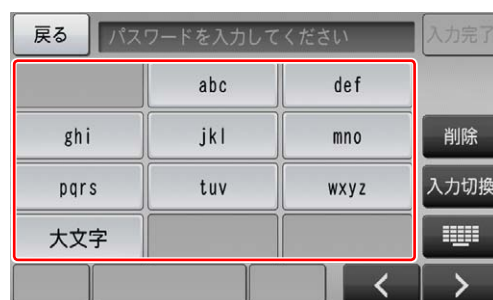 戻る パスワードを入力してください 入力完了
abc def
ghi jkl mno 削除
pqrs tuv wxyz 入力切換
大文字
< >